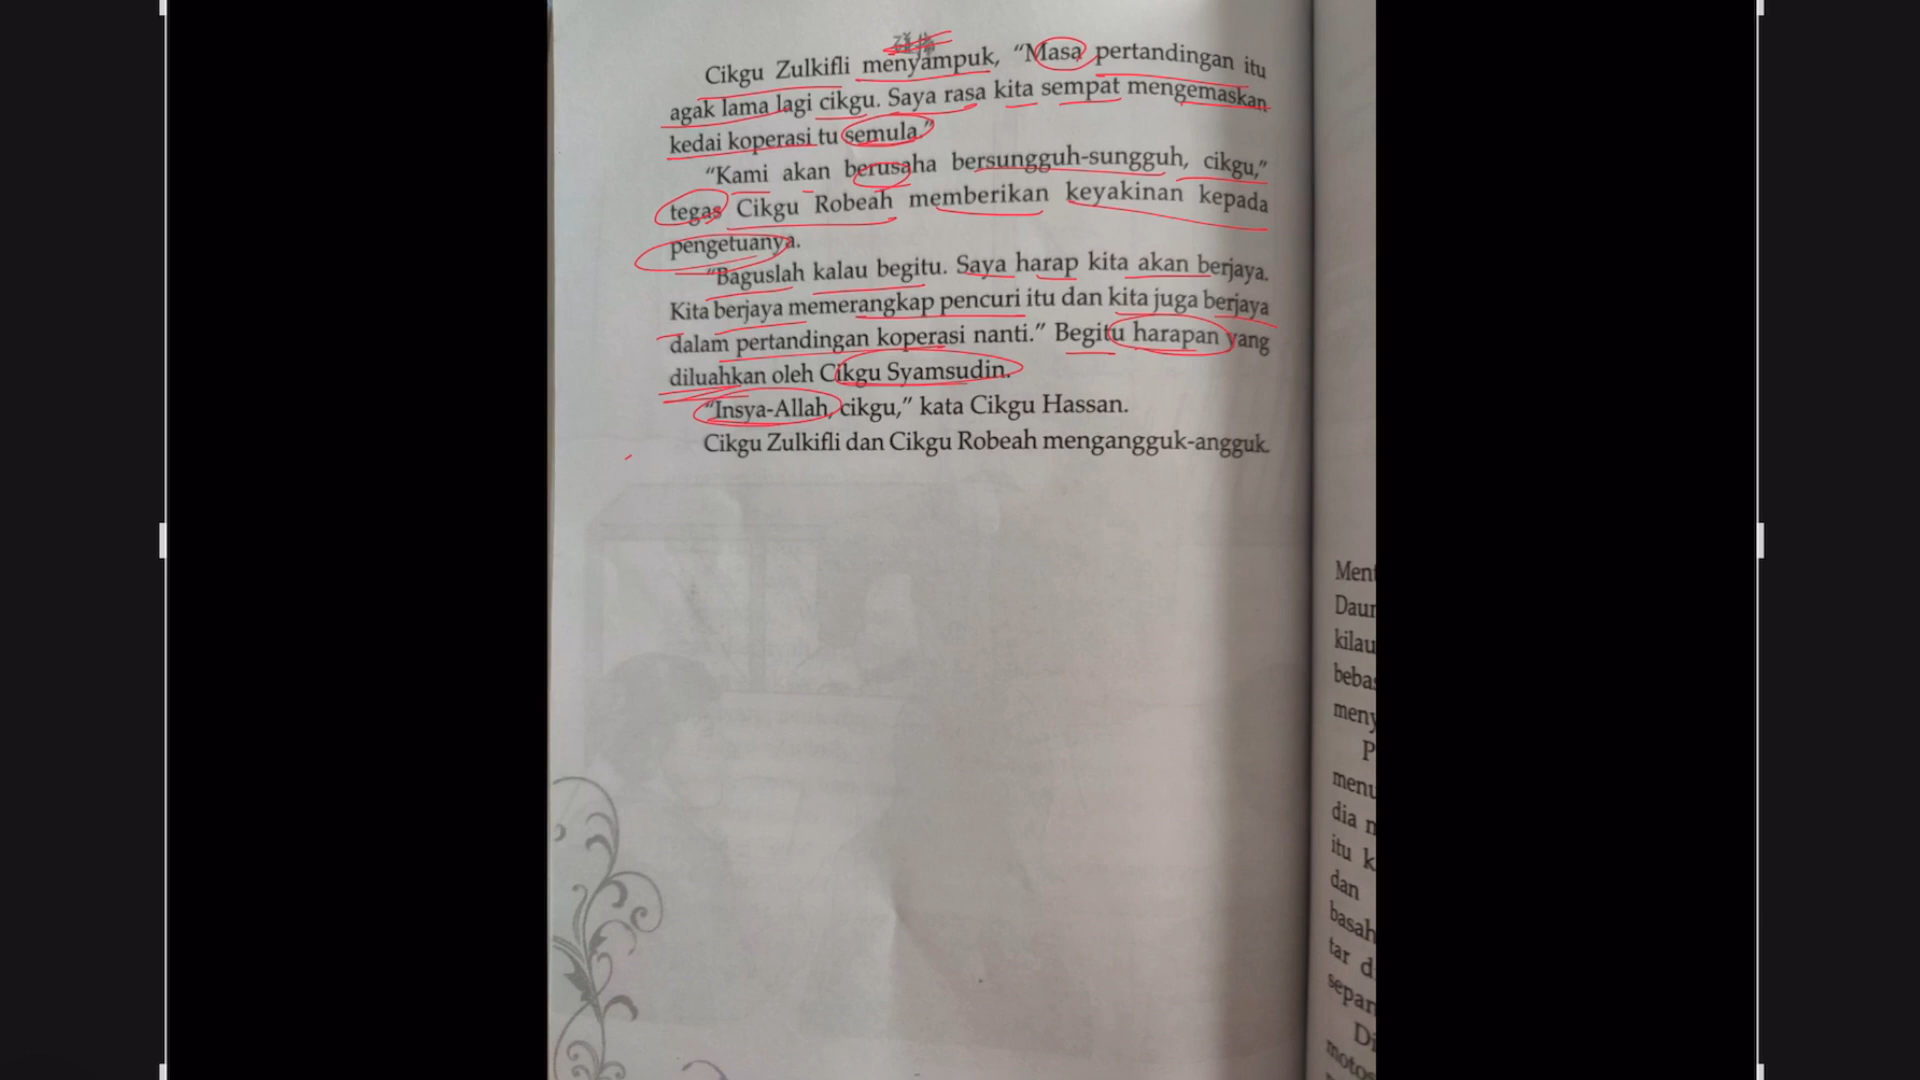 Cikgu Zulkifli menyampuk, “Masa pertandingan itu
agak lama lagi cikgu. Saya rasa kita sempat mengemaskan
kedai koperasi tu semula.”
“Kami akan berusaha bersungguh-sungguh, cikgu,”
tegas Cikgu Robeah memberikan keyakinan kepada
pengetuanya.
“Baguslah kalau begitu. Saya harap kita akan berjaya.
Kita berjaya memerangkap pencuri itu dan kita juga berjaya
dalam pertandingan koperasi nanti.” Begitu harapan yang
diluahkan oleh Cikgu Syamsudin.
“Insya-Allah, cikgu,” kata Cikgu Hassan.
Cikgu Zulkifli dan Cikgu Robeah mengangguk-angguk.
Ment
Daun
kilau
bebas
meny
P
menu
dia m
itu k
dan
basah
tar d
separ
Di
motos